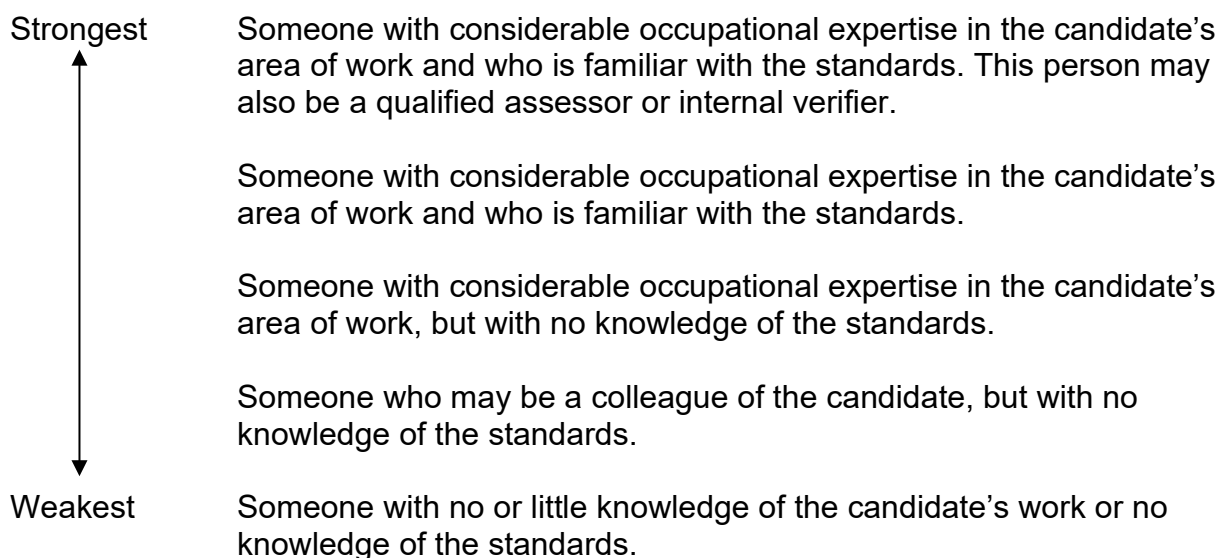 Strongest Someone with considerable occupational expertise in the candidate’s
area of work and who is familiar with the standards. This person may
also be a qualified assessor or internal verifier.
Someone with considerable occupational expertise in the candidate’s
area of work and who is familiar with the standards.
Someone with considerable occupational expertise in the candidate’s
area of work, but with no knowledge of the standards.
Someone who may be a colleague of the candidate, but with no
knowledge of the standards.
Weakest Someone with no or little knowledge of the candidate’s work or no
knowledge of the standards.